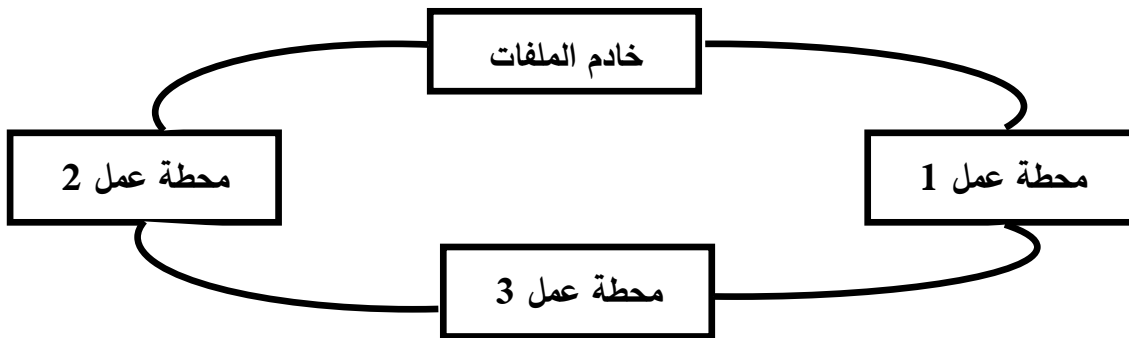 خادم الملفات
محطة عمل 1
محطة عمل 2
محطة عمل 3